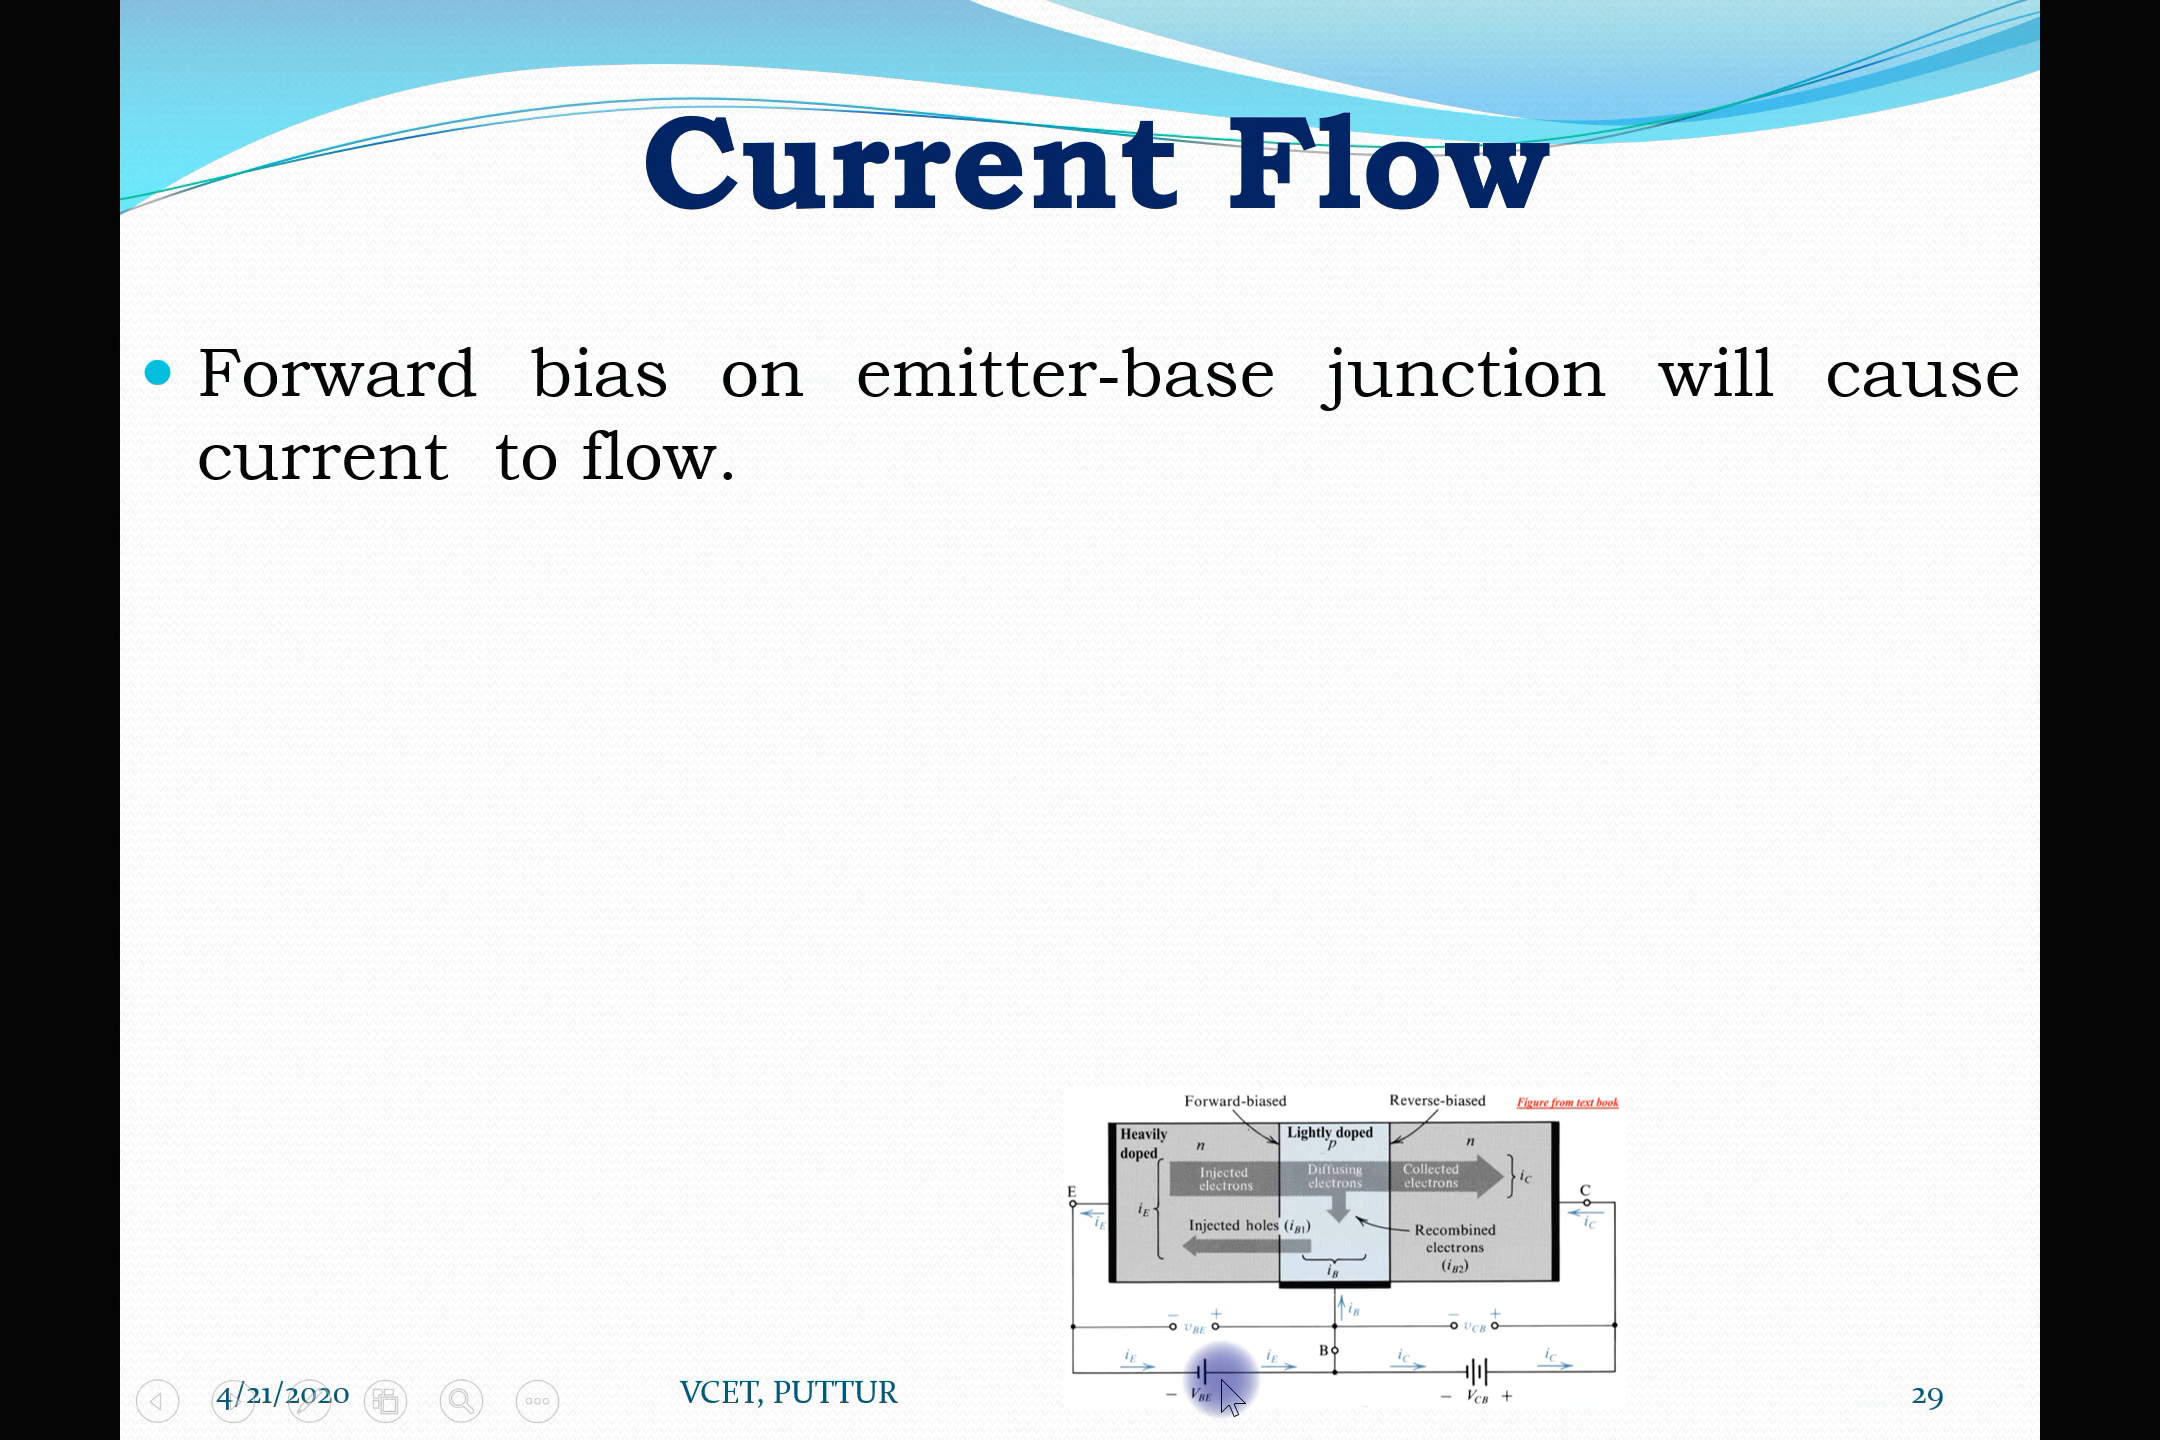 Current Flow
Forward bias on emitter-base junction will cause
current to flow.
Forward-biased
Reverse-biased
Figure from text book
Heavily
doped
n
Lightly doped
p
n
Injected
electrons
Diffusing
electrons
Collected
electrons
iC
E
C
iE
iE
iC
Injected holes (iB1)
Recombined
electrons
(iB2)
iB
iB
− vBE +
− vCB +
B
iE
iE
iC
iC
− VBE
− VCB +
4/21/2020
VCET, PUTTUR
29